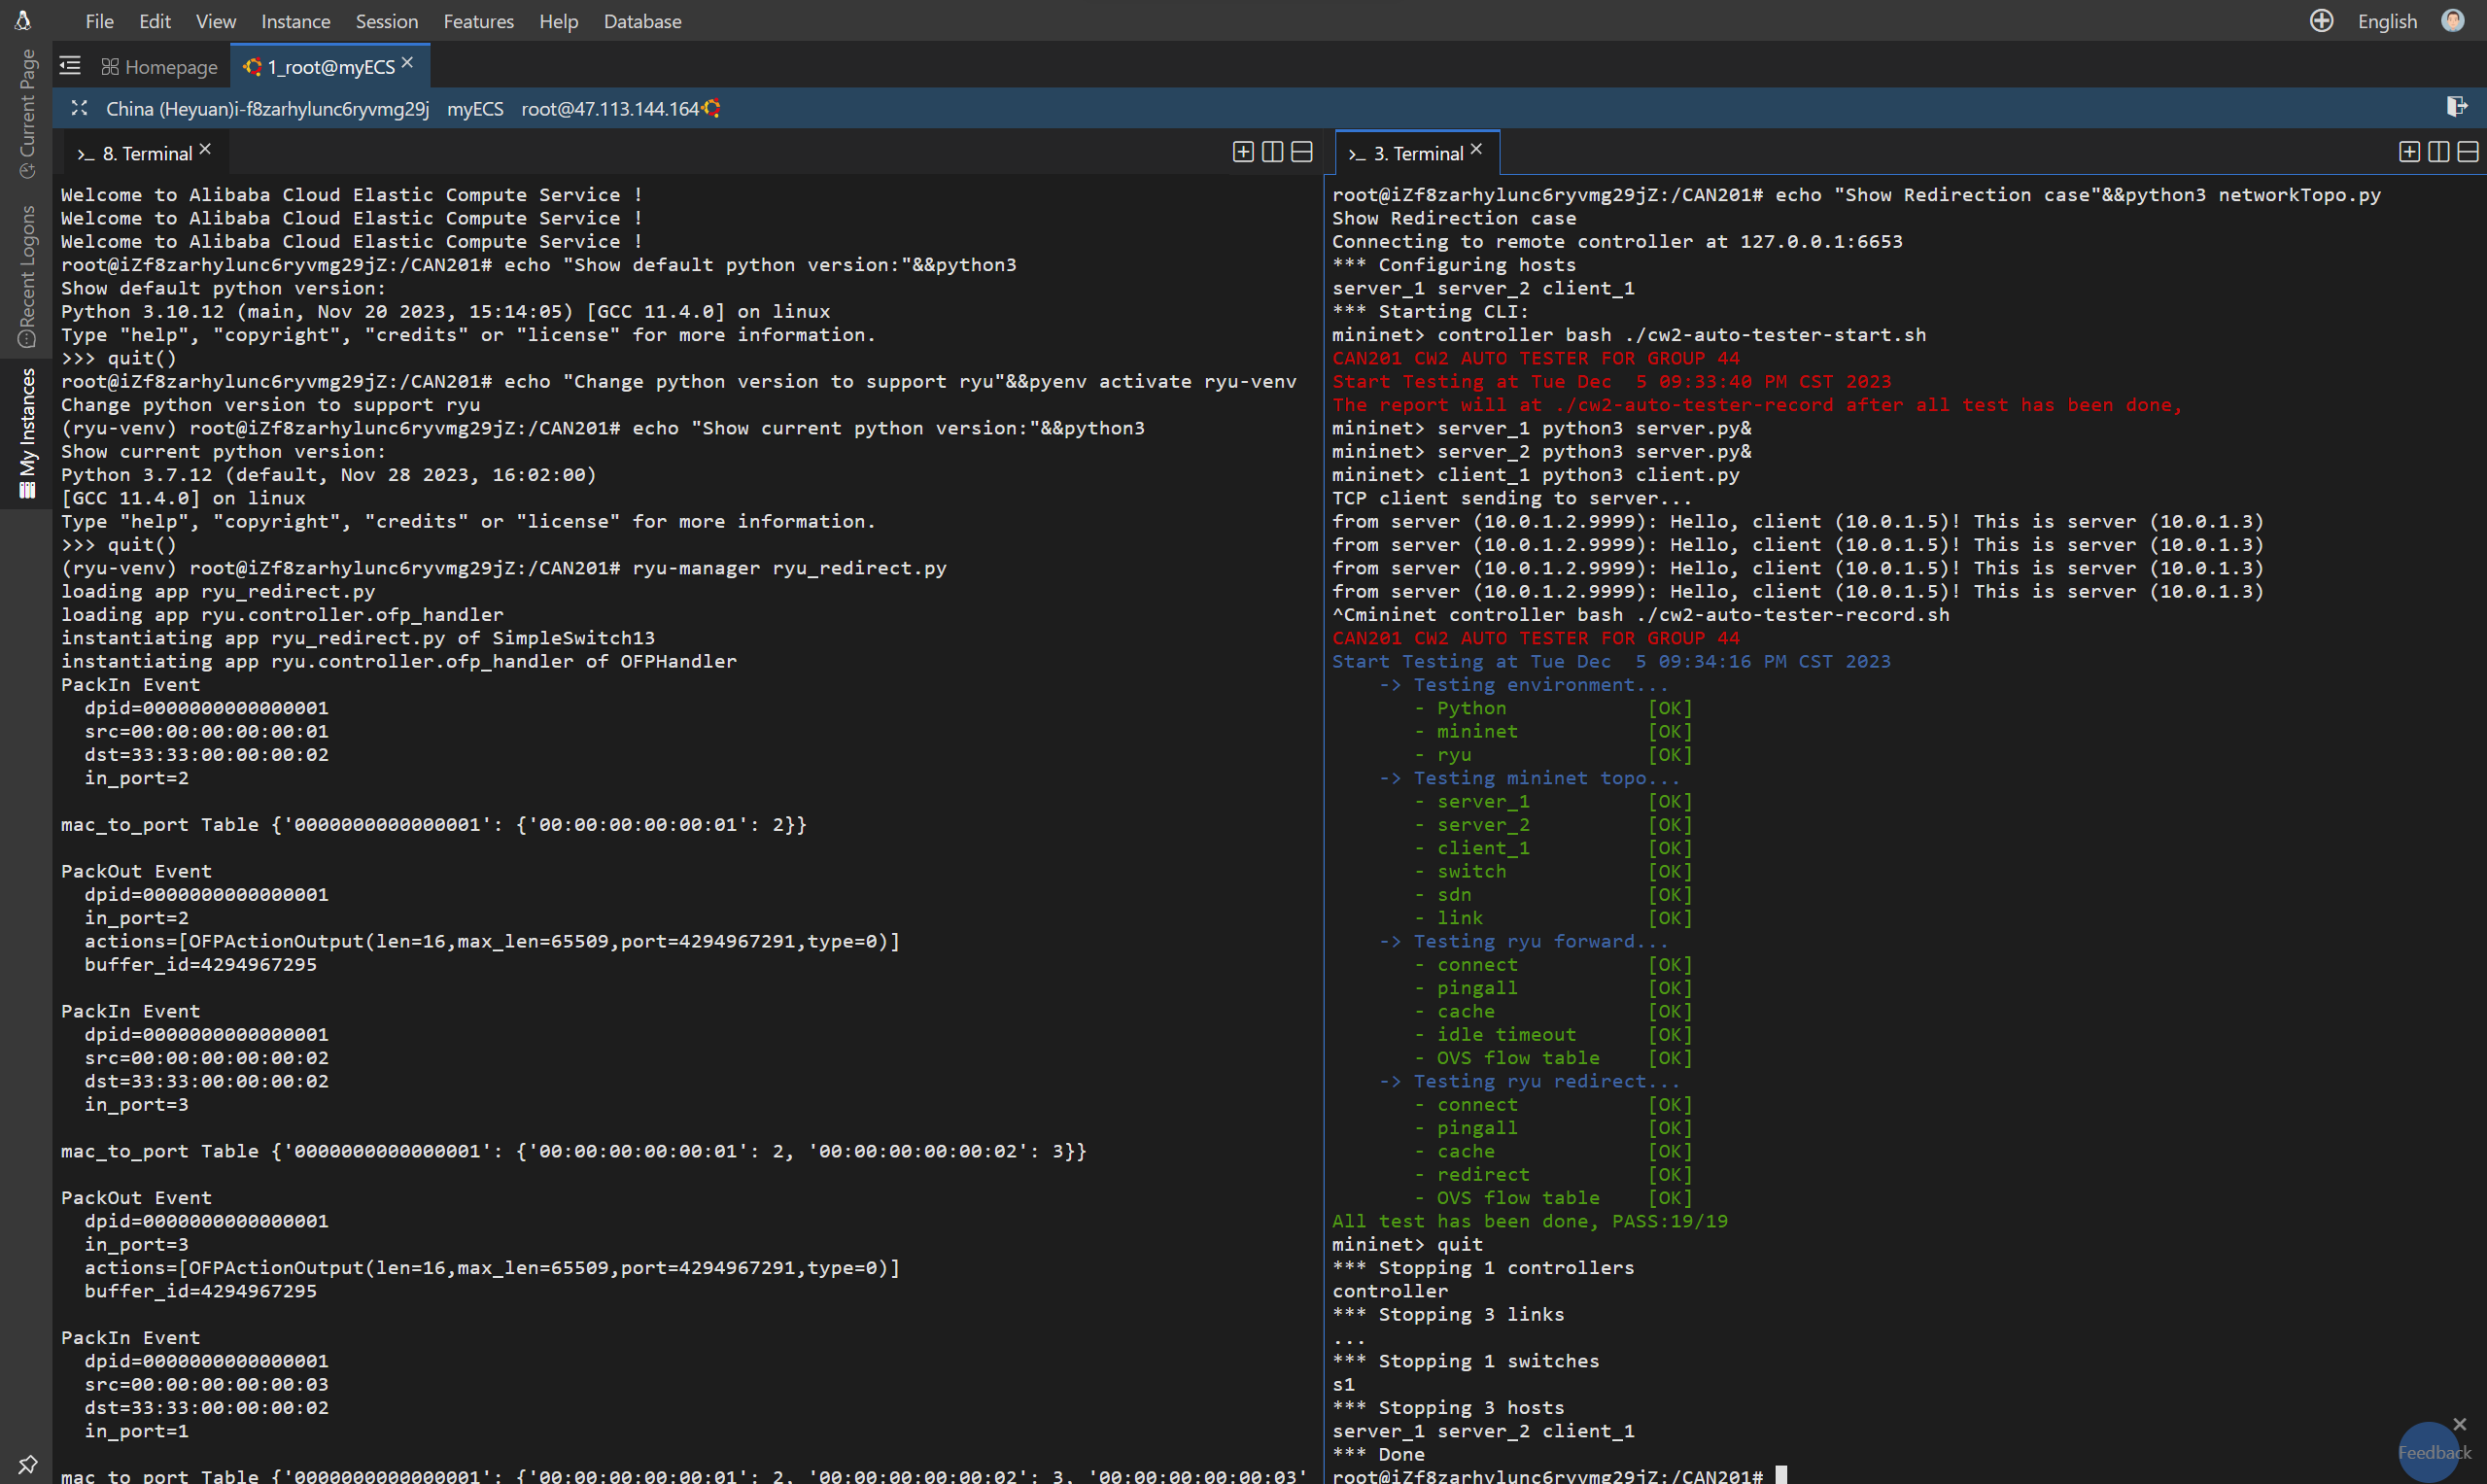 File Edit View Instance Session Features Help Database English
Current Page
Recent Logons
My Instances
Homepage 1_root@myECS
China (Heyuan)i-f8zarhylunc6ryvmg29j myECS root@47.113.144.164
8. Terminal
Welcome to Alibaba Cloud Elastic Compute Service !
Welcome to Alibaba Cloud Elastic Compute Service !
Welcome to Alibaba Cloud Elastic Compute Service !
root@iZf8zarhylunc6ryvmg29jZ:/CAN201# echo "Show default python version:"&&python3
Show default python version:
Python 3.10.12 (main, Nov 20 2023, 15:14:05) [GCC 11.4.0] on linux
Type "help", "copyright", "credits" or "license" for more information.
>>> quit()
root@iZf8zarhylunc6ryvmg29jZ:/CAN201# echo "Change python version to support ryu"&&pyenv activate ryu-venv
Change python version to support ryu
(ryu-venv) root@iZf8zarhylunc6ryvmg29jZ:/CAN201# echo "Show current python version:"&&python3
Show current python version:
Python 3.7.12 (default, Nov 28 2023, 16:02:00)
[GCC 11.4.0] on linux
Type "help", "copyright", "credits" or "license" for more information.
>>> quit()
(ryu-venv) root@iZf8zarhylunc6ryvmg29jZ:/CAN201# ryu-manager ryu_redirect.py
loading app ryu_redirect.py
loading app ryu.controller.ofp_handler
instantiating app ryu_redirect.py of SimpleSwitch13
instantiating app ryu.controller.ofp_handler of OFPHandler
PackIn Event
dpid=0000000000000001
src=00:00:00:00:00:01
dst=33:33:00:00:00:02
in_port=2
mac_to_port Table {'0000000000000001': {'00:00:00:00:00:01': 2}}
PackOut Event
dpid=0000000000000001
in_port=2
actions=[OFPActionOutput(len=16,max_len=65509,port=4294967291,type=0)]
buffer_id=4294967295
PackIn Event
dpid=0000000000000001
src=00:00:00:00:00:02
dst=33:33:00:00:00:02
in_port=3
mac_to_port Table {'0000000000000001': {'00:00:00:00:00:01': 2, '00:00:00:00:00:02': 3}}
PackOut Event
dpid=0000000000000001
in_port=3
actions=[OFPActionOutput(len=16,max_len=65509,port=4294967291,type=0)]
buffer_id=4294967295
PackIn Event
dpid=0000000000000001
src=00:00:00:00:00:03
dst=33:33:00:00:00:02
in_port=1
mac_to_port Table {'0000000000000001': {'00:00:00:00:00:01': 2, '00:00:00:00:00:02': 3, '00:00:00:00:00:03'
3. Terminal
root@iZf8zarhylunc6ryvmg29jZ:/CAN201# echo "Show Redirection case"&&python3 networkTopo.py
Show Redirection case
Connecting to remote controller at 127.0.0.1:6653
*** Configuring hosts
server_1 server_2 client_1
*** Starting CLI:
mininet> controller bash ./cw2-auto-tester-start.sh
CAN201 CW2 AUTO TESTER FOR GROUP 44
Start Testing at Tue Dec  5 09:33:40 PM CST 2023
The report will at ./cw2-auto-tester-record after all test has been done,
mininet> server_1 python3 server.py&
mininet> server_2 python3 server.py&
mininet> client_1 python3 client.py
TCP client sending to server...
from server (10.0.1.2.9999): Hello, client (10.0.1.5)! This is server (10.0.1.3)
from server (10.0.1.2.9999): Hello, client (10.0.1.5)! This is server (10.0.1.3)
from server (10.0.1.2.9999): Hello, client (10.0.1.5)! This is server (10.0.1.3)
from server (10.0.1.2.9999): Hello, client (10.0.1.5)! This is server (10.0.1.3)
^Cmininet controller bash ./cw2-auto-tester-record.sh
CAN201 CW2 AUTO TESTER FOR GROUP 44
Start Testing at Tue Dec  5 09:34:16 PM CST 2023
-> Testing environment...
- Python [OK]
- mininet [OK]
- ryu [OK]
-> Testing mininet topo...
- server_1 [OK]
- server_2 [OK]
- client_1 [OK]
- switch [OK]
- sdn [OK]
- link [OK]
-> Testing ryu forward...
- connect [OK]
- pingall [OK]
- cache [OK]
- idle timeout [OK]
- OVS flow table [OK]
-> Testing ryu redirect...
- connect [OK]
- pingall [OK]
- cache [OK]
- redirect [OK]
- OVS flow table [OK]
All test has been done, PASS:19/19
mininet> quit
*** Stopping 1 controllers
controller
*** Stopping 3 links
...
*** Stopping 1 switches
s1
*** Stopping 3 hosts
server_1 server_2 client_1
*** Done
root@iZf8zarhylunc6ryvmg29jZ:/CAN201#
Feedback